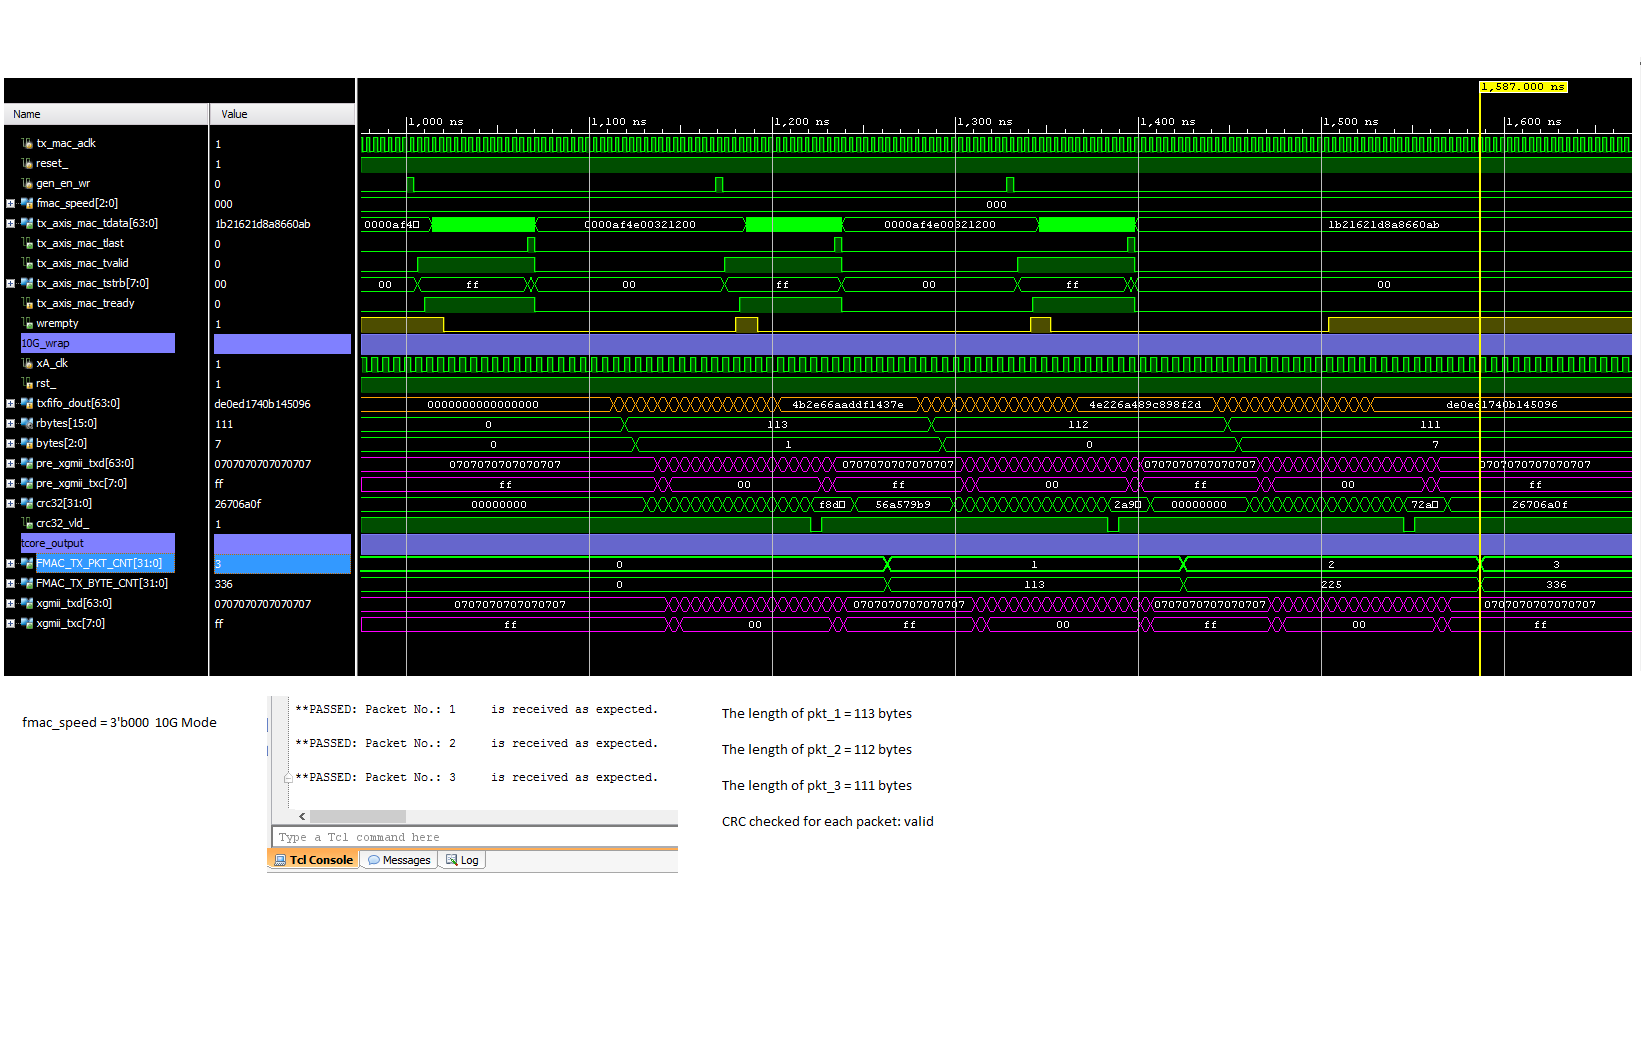 1,587.000 ns
Name Value
1,000 ns 1,100 ns 1,200 ns 1,300 ns 1,400 ns 1,500 ns 1,600 ns
tx_mac_aclk 1
reset_ 1
gen_en_wr 0
fmac_speed[2:0] 000 000
tx_axis_mac_tdata[63:0] 1b21621d8a8660ab 0000af4 0000af4e00321200 0000af4e00321200 1b21621d8a8660ab
tx_axis_mac_tlast 0
tx_axis_mac_tvalid 0
tx_axis_mac_tstrb[7:0] 00 00 ff 00 ff 00 ff 00
tx_axis_mac_tready 0
wrempty 1
10G_wrap
xA_clk 1
rst_ 1
txfifo_dout[63:0] de0ed1740b145096 0000000000000000 4b2e66aaddf1437e 4e226a489c898f2d de0ed1740b145096
rbytes[15:0] 111 0 113 112 111
bytes[2:0] 7 0 1 0 7
pre_xgmii_txd[63:0] 0707070707070707 0707070707070707 0707070707070707 0707070707070707 0707070707070707
pre_xgmii_txc[7:0] ff ff 00 ff 00 ff 00 ff
crc32[31:0] 26706a0f 00000000 f8d 56a579b9 2a9 00000000 72a 26706a0f
crc32_vld_ 1
tcore_output
FMAC_TX_PKT_CNT[31:0] 3 0 1 2 3
FMAC_TX_BYTE_CNT[31:0] 336 0 113 225 336
xgmii_txd[63:0] 0707070707070707 0707070707070707 0707070707070707 0707070707070707 0707070707070707
xgmii_txc[7:0] ff ff 00 ff 00 ff 00 ff
fmac_speed = 3'b000 10G Mode
**PASSED: Packet No.: 1 is received as expected.
**PASSED: Packet No.: 2 is received as expected.
**PASSED: Packet No.: 3 is received as expected.
Type a Tcl command here
Tcl Console Messages Log
The length of pkt_1 = 113 bytes
The length of pkt_2 = 112 bytes
The length of pkt_3 = 111 bytes
CRC checked for each packet: valid